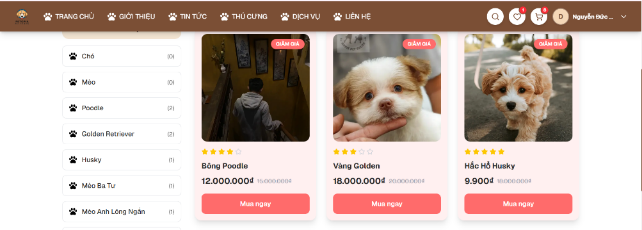 TRANG CHỦ GIỚI THIỆU TIN TỨC THÚ CƯNG DỊCH VỤ LIÊN HỆ
D Nguyễn Đức ...
Chó (0)
Mèo (0)
Poodle (2)
Golden Retriever (2)
Husky (1)
Mèo Ba Tư (1)
Mèo Anh Lông Ngắn (1)
GIẢM GIÁ
Bông Poodle
12.000.000₫ 15.000.000₫
Mua ngay
GIẢM GIÁ
Vàng Golden
18.000.000₫ 20.000.000₫
Mua ngay
GIẢM GIÁ
Hắc Hổ Husky
9.900₫ 18.000.000₫
Mua ngay